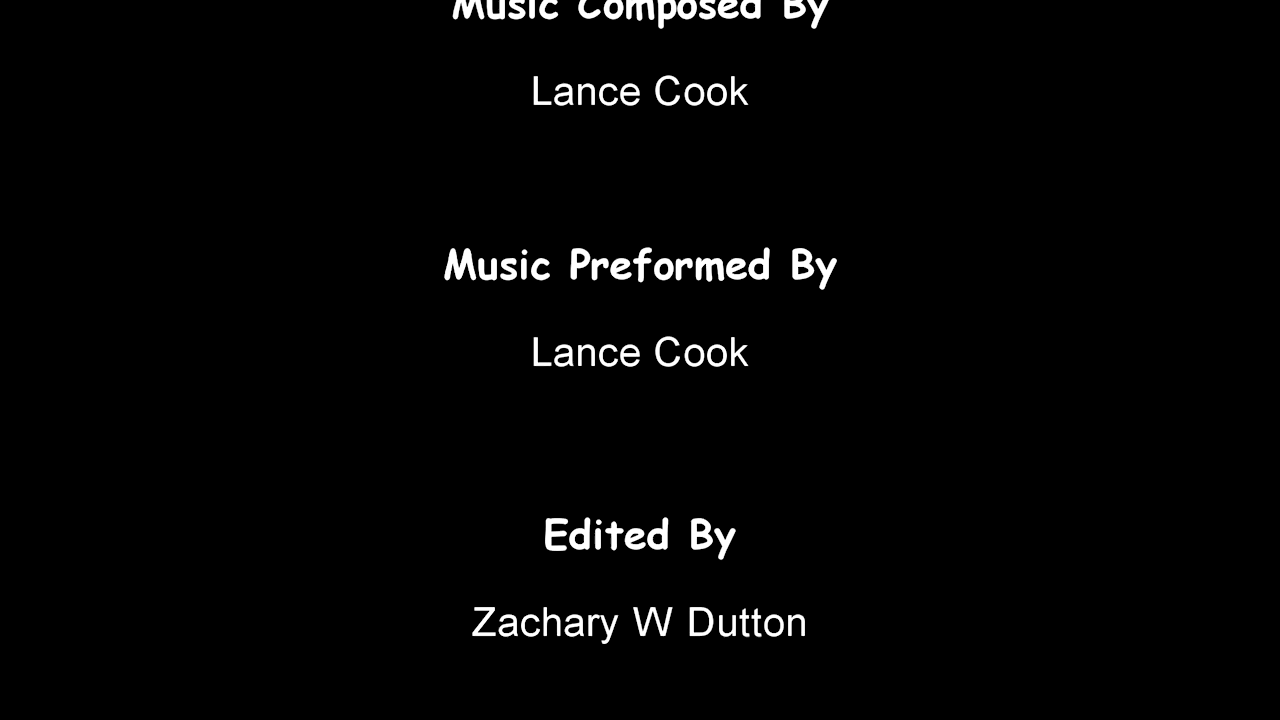 Music Composed By
Lance Cook
Music Preformed By
Lance Cook
Edited By
Zachary W Dutton